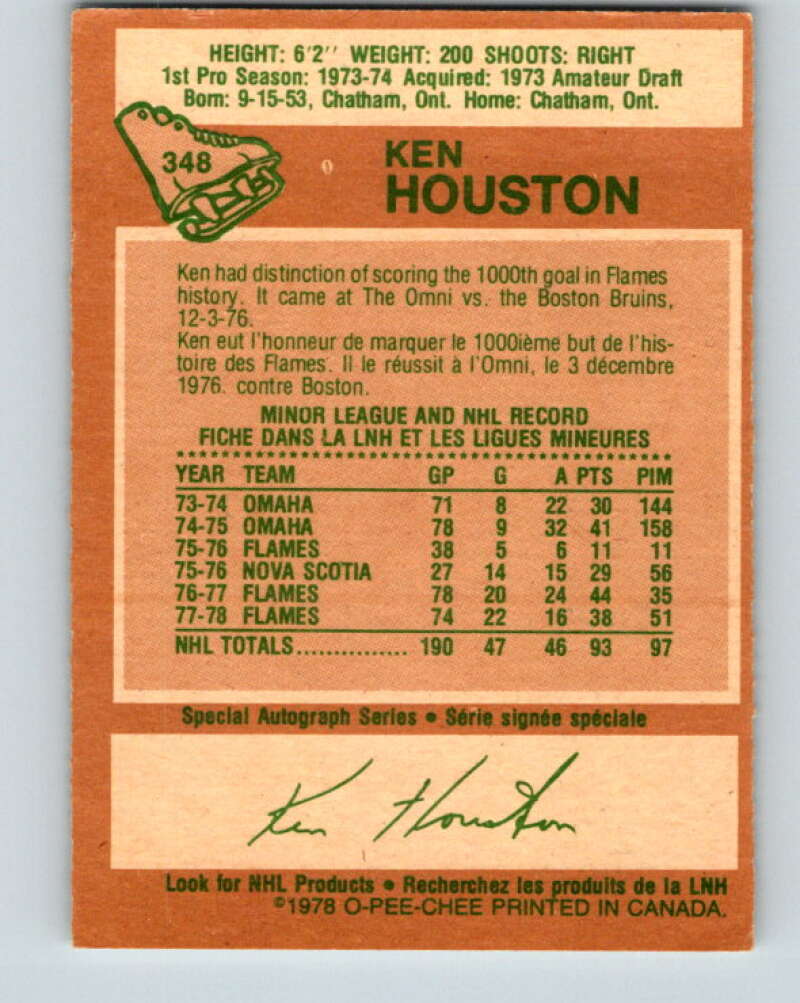 HEIGHT: 6'2'' WEIGHT: 200 SHOOTS: RIGHT
1st Pro Season: 1973-74 Acquired: 1973 Amateur Draft
Born: 9-15-53, Chatham, Ont. Home: Chatham, Ont.
348
KEN
HOUSTON
Ken had distinction of scoring the 1000th goal in Flames
history. It came at The Omni vs. the Boston Bruins,
12-3-76.
Ken eut l'honneur de marquer le 1000ième but de l'his-
toire des Flames. Il le réussit à l'Omni, le 3 décembre
1976. contre Boston.
MINOR LEAGUE AND NHL RECORD
FICHE DANS LA LNH ET LES LIGUES MINEURES
YEAR TEAM GP G A PTS PIM
73-74 OMAHA 71 8 22 30 144
74-75 OMAHA 78 9 32 41 158
75-76 FLAMES 38 5 6 11 11
75-76 NOVA SCOTIA 27 14 15 29 56
76-77 FLAMES 78 20 24 44 35
77-78 FLAMES 74 22 16 38 51
NHL TOTALS............... 190 47 46 93 97
Special Autograph Series • Série signée spéciale
Ken Houston
Look for NHL Products • Recherchez les produits de la LNH
©1978 O-PEE-CHEE PRINTED IN CANADA.